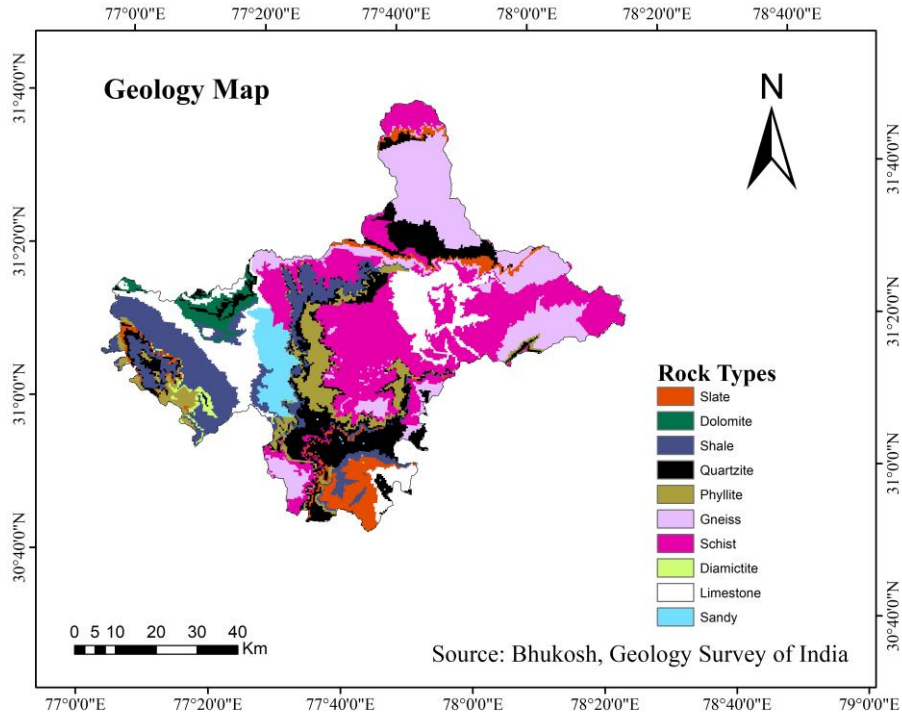 77°0'0"E 77°20'0"E 77°40'0"E 78°0'0"E 78°20'0"E 78°40'0"E
Geology Map
N
31°40'0"N
31°20'0"N
31°0'0"N
30°40'0"N
31°40'0"N
31°20'0"N
31°0'0"N
30°40'0"N
Rock Types
Slate
Dolomite
Shale
Quartzite
Phyllite
Gneiss
Schist
Diamictite
Limestone
Sandy
0 5 10 20 30 40
Km
Source: Bhukosh, Geology Survey of India
77°0'0"E 77°20'0"E 77°40'0"E 78°0'0"E 78°20'0"E 78°40'0"E 79°0'0"E